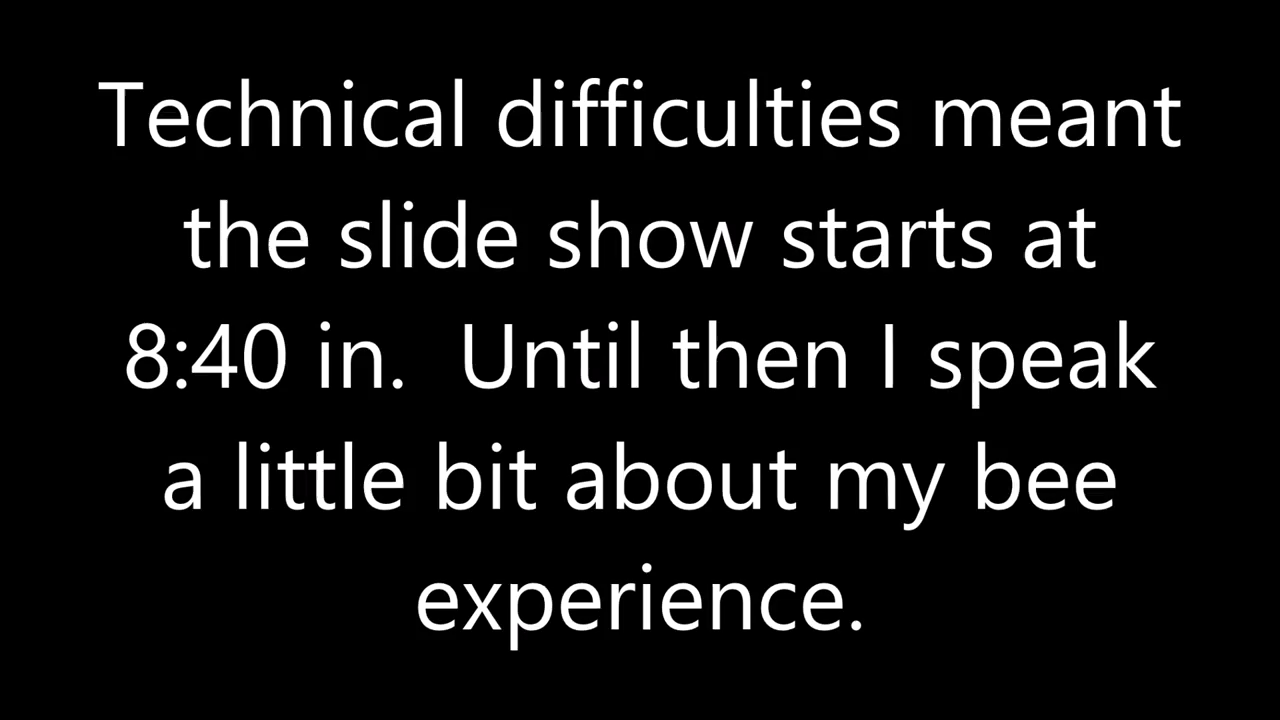 Technical difficulties meant
the slide show starts at
8:40 in.  Until then I speak
a little bit about my bee
experience.